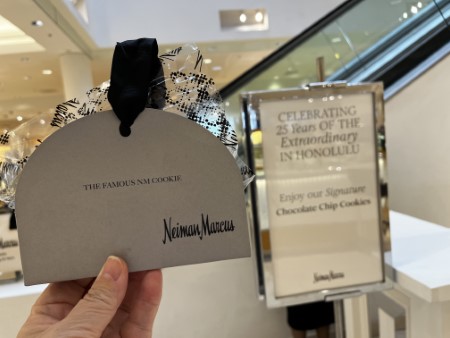 THE FAMOUS NM COOKIE
Neiman Marcus
CELEBRATING
25 Years OF THE
Extraordinary
IN HONOLULU
Enjoy our Signature
Chocolate Chip Cookies
Neiman Marcus